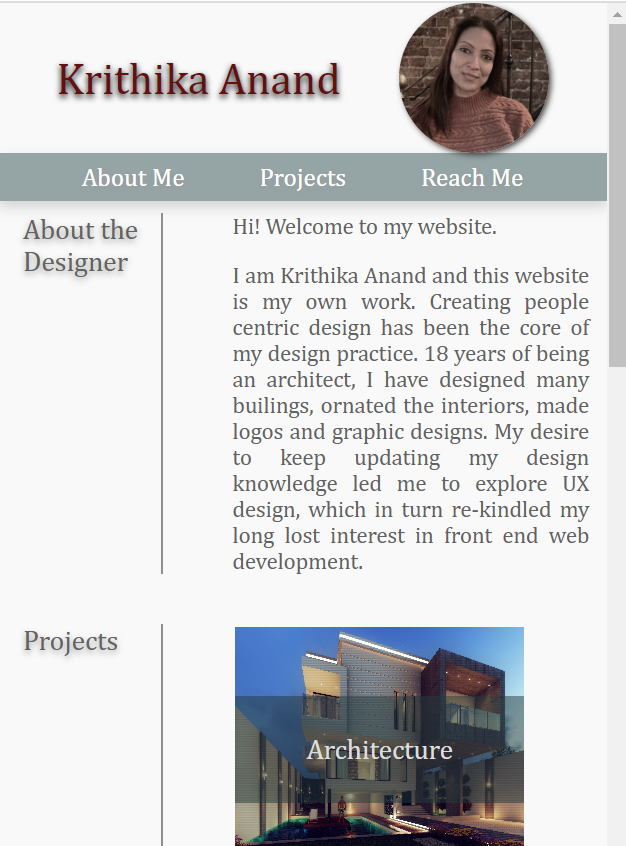 Krithika Anand
About Me Projects Reach Me
About the
Designer
Hi! Welcome to my website.
I am Krithika Anand and this website
is my own work. Creating people
centric design has been the core of
my design practice. 18 years of being
an architect, I have designed many
builings, ornated the interiors, made
logos and graphic designs. My desire
to keep updating my design
knowledge led me to explore UX
design, which in turn re-kindled my
long lost interest in front end web
development.
Projects
Architecture